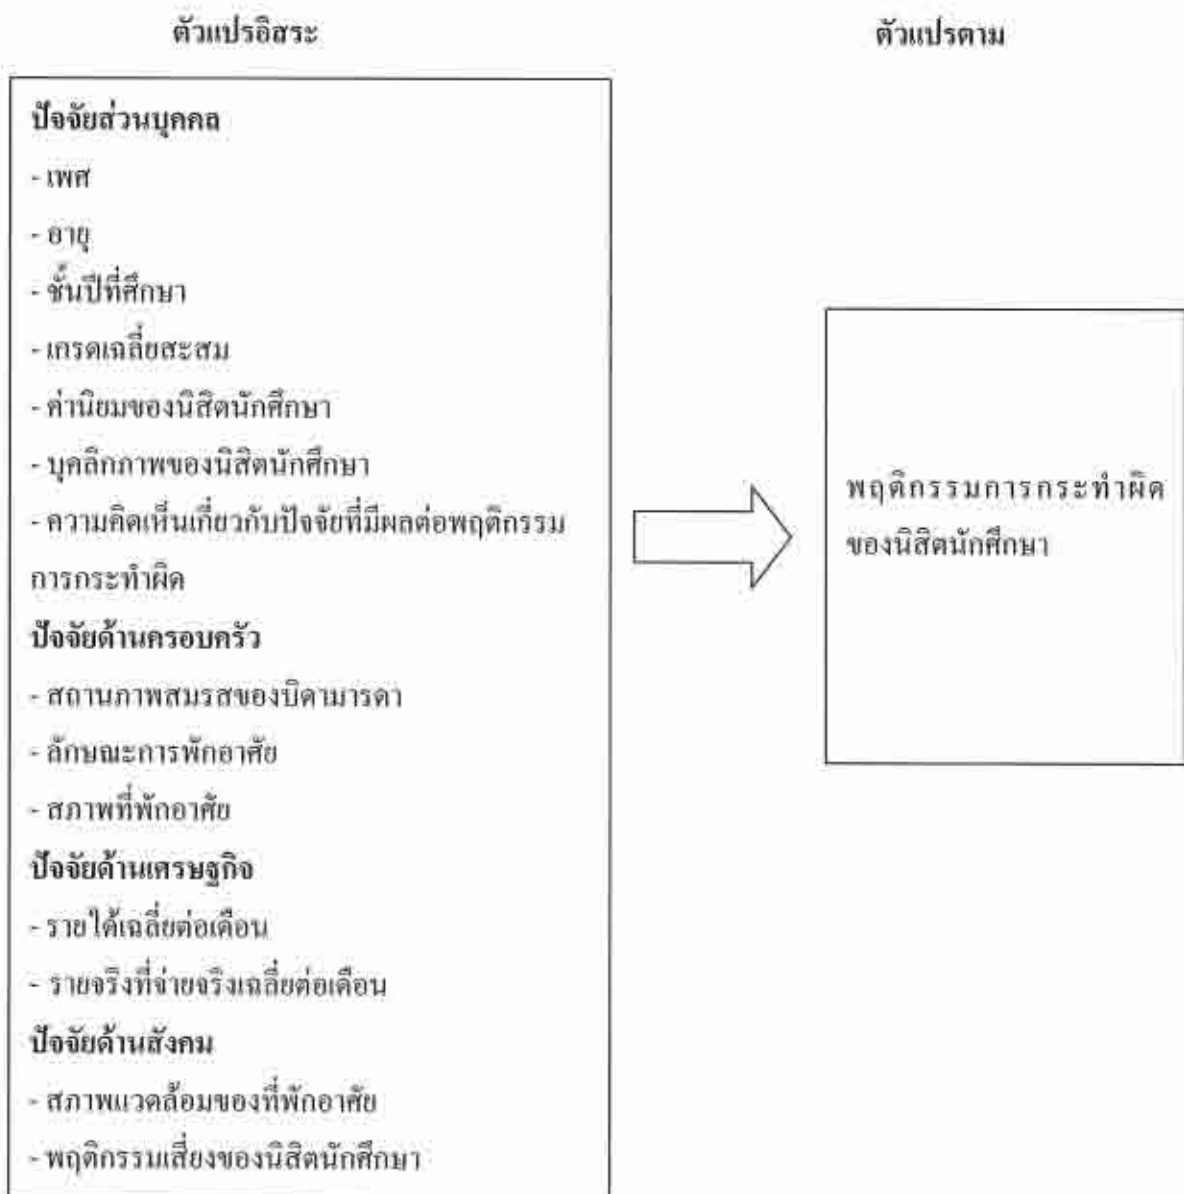 ตัวแปรอิสระ
ตัวแปรตาม
ปัจจัยส่วนบุคคล
- เพศ
- อายุ
- ชั้นปีที่ศึกษา
- เกรดเฉลี่ยสะสม
- ค่านิยมของนิสิตนักศึกษา
- บุคลิกภาพของนิสิตนักศึกษา
- ความคิดเห็นเกี่ยวกับปัจจัยที่มีผลต่อพฤติกรรม
การกระทำผิด
ปัจจัยด้านครอบครัว
- สถานภาพสมรสของบิดามารดา
- ลักษณะการพักอาศัย
- สภาพที่พักอาศัย
ปัจจัยด้านเศรษฐกิจ
- รายได้เฉลี่ยต่อเดือน
- รายจริงที่จ่ายจริงเฉลี่ยต่อเดือน
ปัจจัยด้านสังคม
- สภาพแวดล้อมของที่พักอาศัย
- พฤติกรรมเสี่ยงของนิสิตนักศึกษา
พฤติกรรมการกระทำผิด
ของนิสิตนักศึกษา